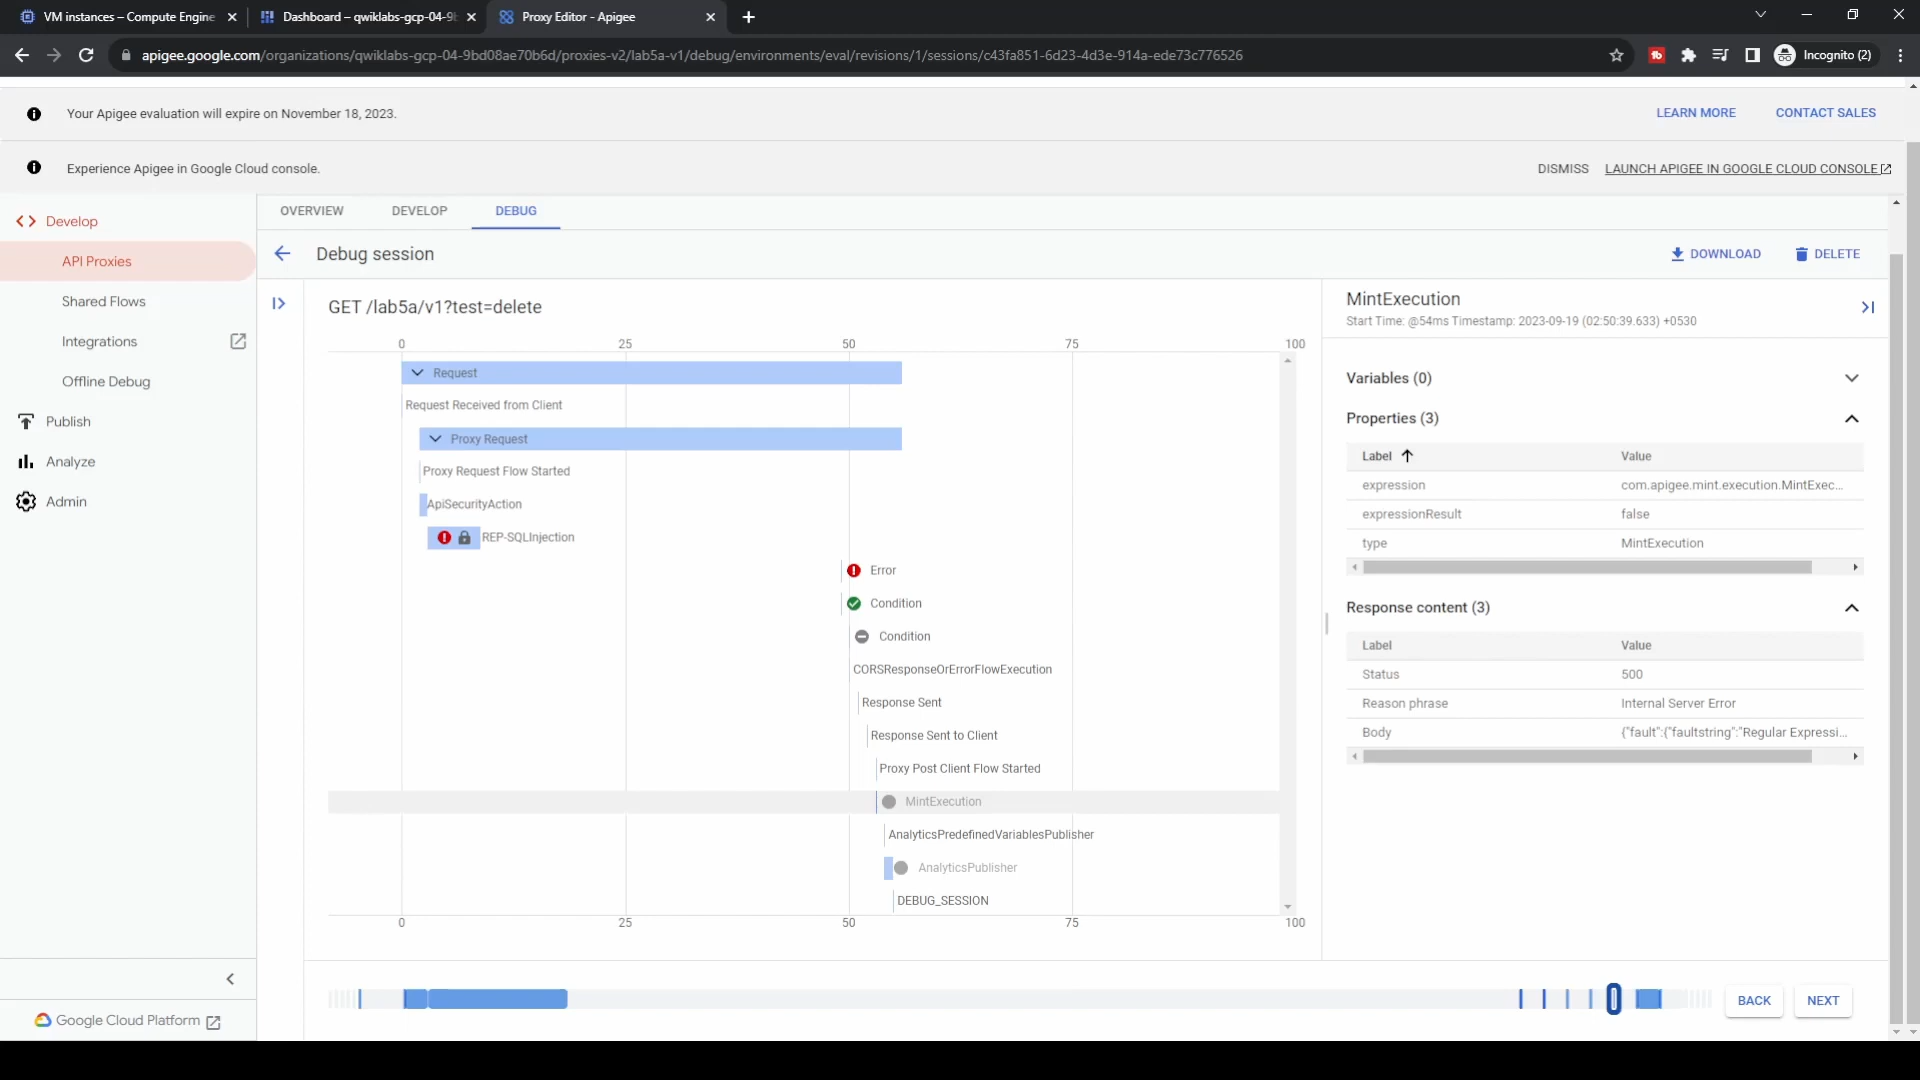 VM instances – Compute Engine
Dashboard – qwiklabs-gcp-04-9b
Proxy Editor - Apigee
apigee.google.com/organizations/qwiklabs-gcp-04-9bd08ae70b6d/proxies-v2/lab5a-v1/debug/environments/eval/revisions/1/sessions/c43fa851-6d23-4d3e-914a-ede73c776526
Incognito (2)
Your Apigee evaluation will expire on November 18, 2023.
LEARN MORE
CONTACT SALES
Experience Apigee in Google Cloud console.
DISMISS
LAUNCH APIGEE IN GOOGLE CLOUD CONSOLE
Develop
API Proxies
Shared Flows
Integrations
Offline Debug
Publish
Analyze
Admin
Google Cloud Platform
OVERVIEW
DEVELOP
DEBUG
Debug session
DOWNLOAD
DELETE
GET /lab5a/v1?test=delete
0 25 50 75 100
Request
Request Received from Client
Proxy Request
Proxy Request Flow Started
ApiSecurityAction
REP-SQLInjection
Error
Condition
Condition
CORSResponseOrErrorFlowExecution
Response Sent
Response Sent to Client
Proxy Post Client Flow Started
MintExecution
AnalyticsPredefinedVariablesPublisher
AnalyticsPublisher
DEBUG_SESSION
0 25 50 75 100
MintExecution
Start Time: @54ms Timestamp: 2023-09-19 (02:50:39.633) +0530
Variables (0)
Properties (3)
Label Value
expression com.apigee.mint.execution.MintExec...
expressionResult false
type MintExecution
Response content (3)
Label Value
Status 500
Reason phrase Internal Server Error
Body {"fault":{"faultstring":"Regular Expressi...
BACK
NEXT